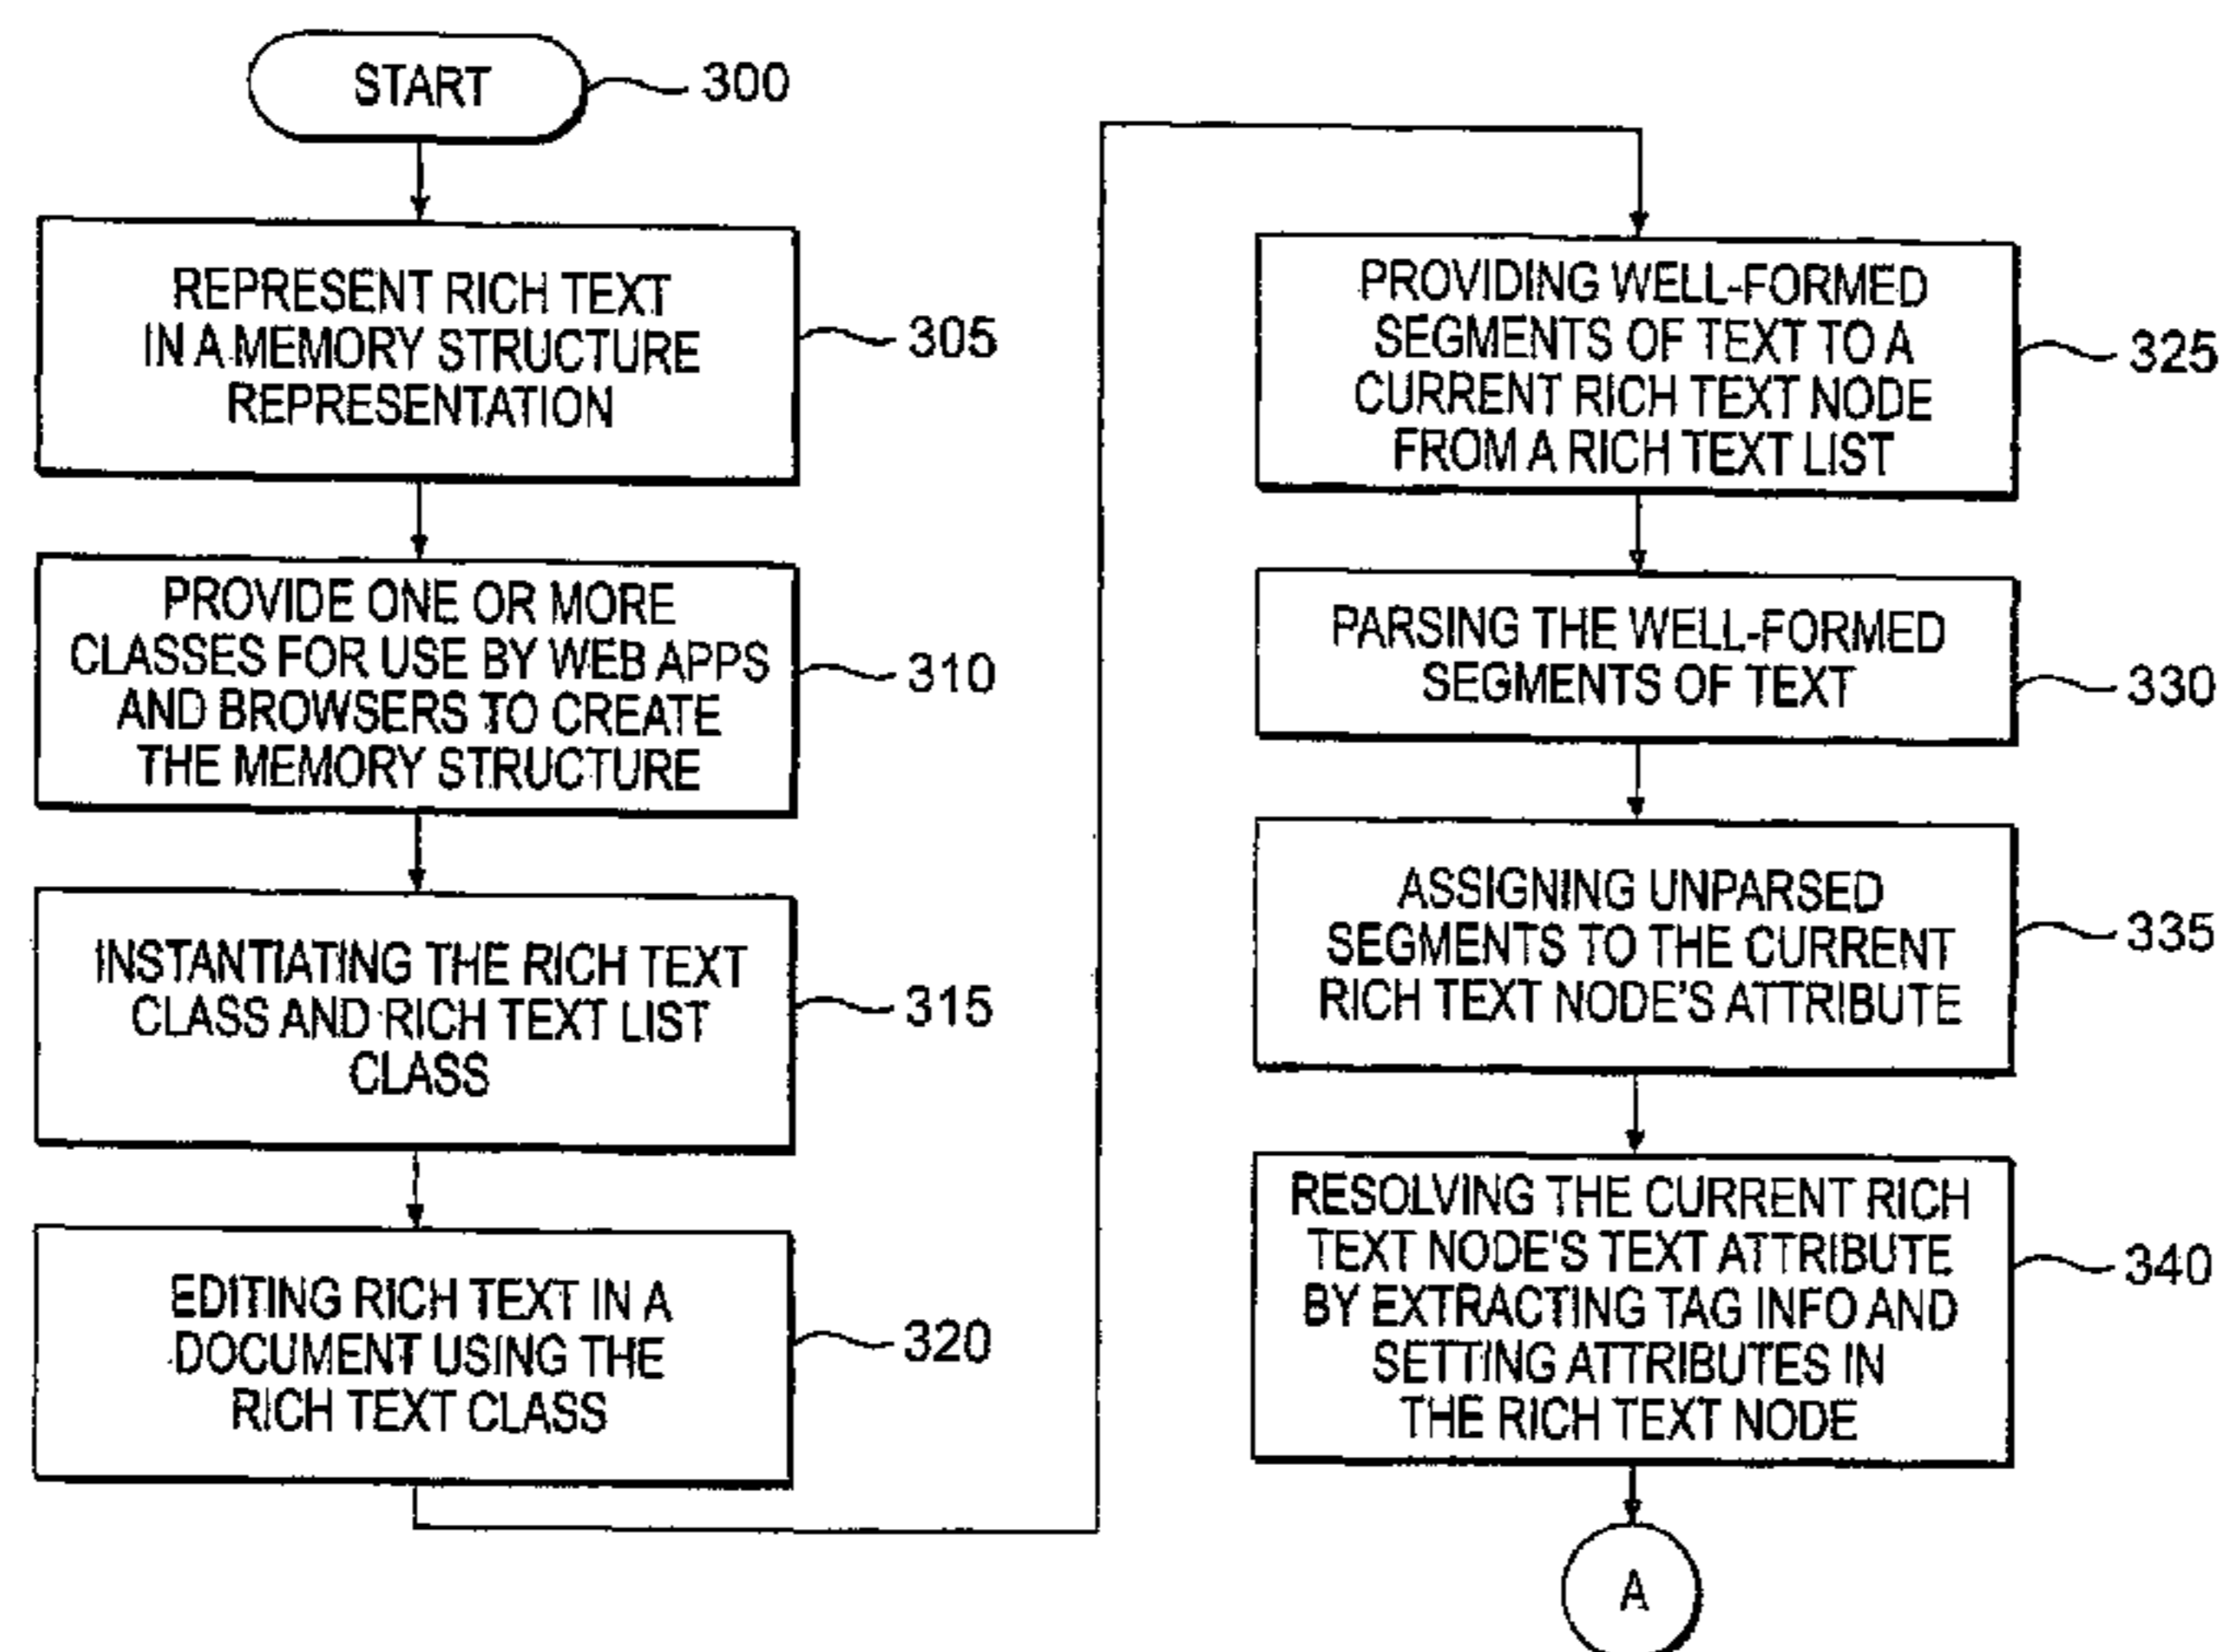 START
300
REPRESENT RICH TEXT
IN A MEMORY STRUCTURE
REPRESENTATION
305
PROVIDE ONE OR MORE
CLASSES FOR USE BY WEB APPS
AND BROWSERS TO CREATE
THE MEMORY STRUCTURE
310
INSTANTIATING THE RICH TEXT
CLASS AND RICH TEXT LIST
CLASS
315
EDITING RICH TEXT IN A
DOCUMENT USING THE
RICH TEXT CLASS
320
PROVIDING WELL-FORMED
SEGMENTS OF TEXT TO A
CURRENT RICH TEXT NODE
FROM A RICH TEXT LIST
325
PARSING THE WELL-FORMED
SEGMENTS OF TEXT
330
ASSIGNING UNPARSED
SEGMENTS TO THE CURRENT
RICH TEXT NODE'S ATTRIBUTE
335
RESOLVING THE CURRENT RICH
TEXT NODE'S TEXT ATTRIBUTE
BY EXTRACTING TAG INFO AND
SETTING ATTRIBUTES IN
THE RICH TEXT NODE
340
A